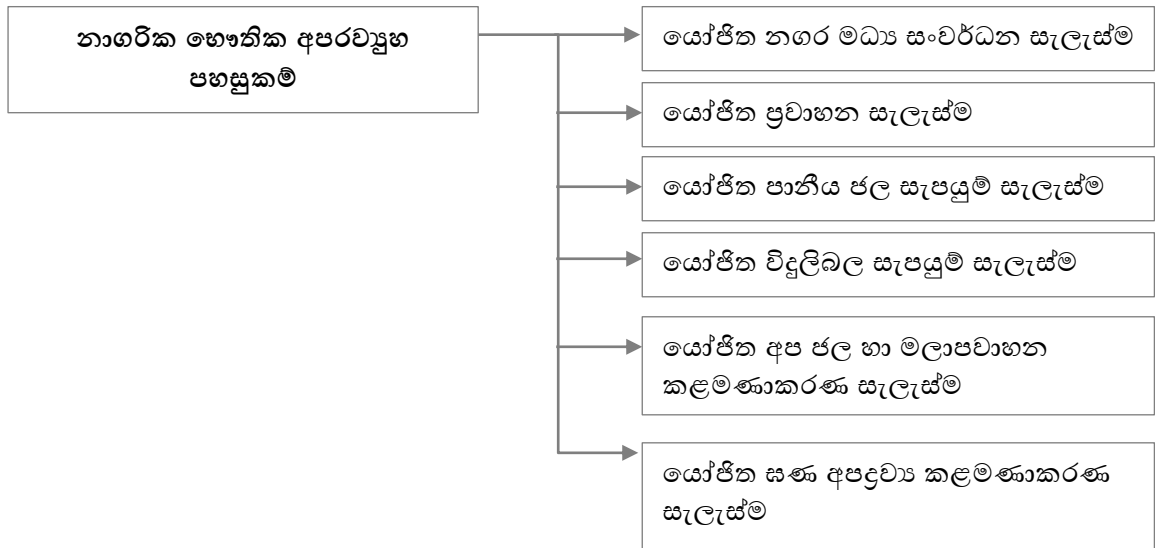 නාගරික භෞතික අපරව්‍යුහ
පහසුකම්
යෝජිත නගර මධ්‍ය සංවර්ධන සැලැස්ම
යෝජිත ප්‍රවාහන සැලැස්ම
යෝජිත පානීය ජල සැපයුම් සැලැස්ම
යෝජිත විදුලිබල සැපයුම් සැලැස්ම
යෝජිත අප ජල හා මලාපවාහන
කළමණාකරණ සැලැස්ම
යෝජිත ඝණ අපද්‍රව්‍ය කළමණාකරණ
සැලැස්ම